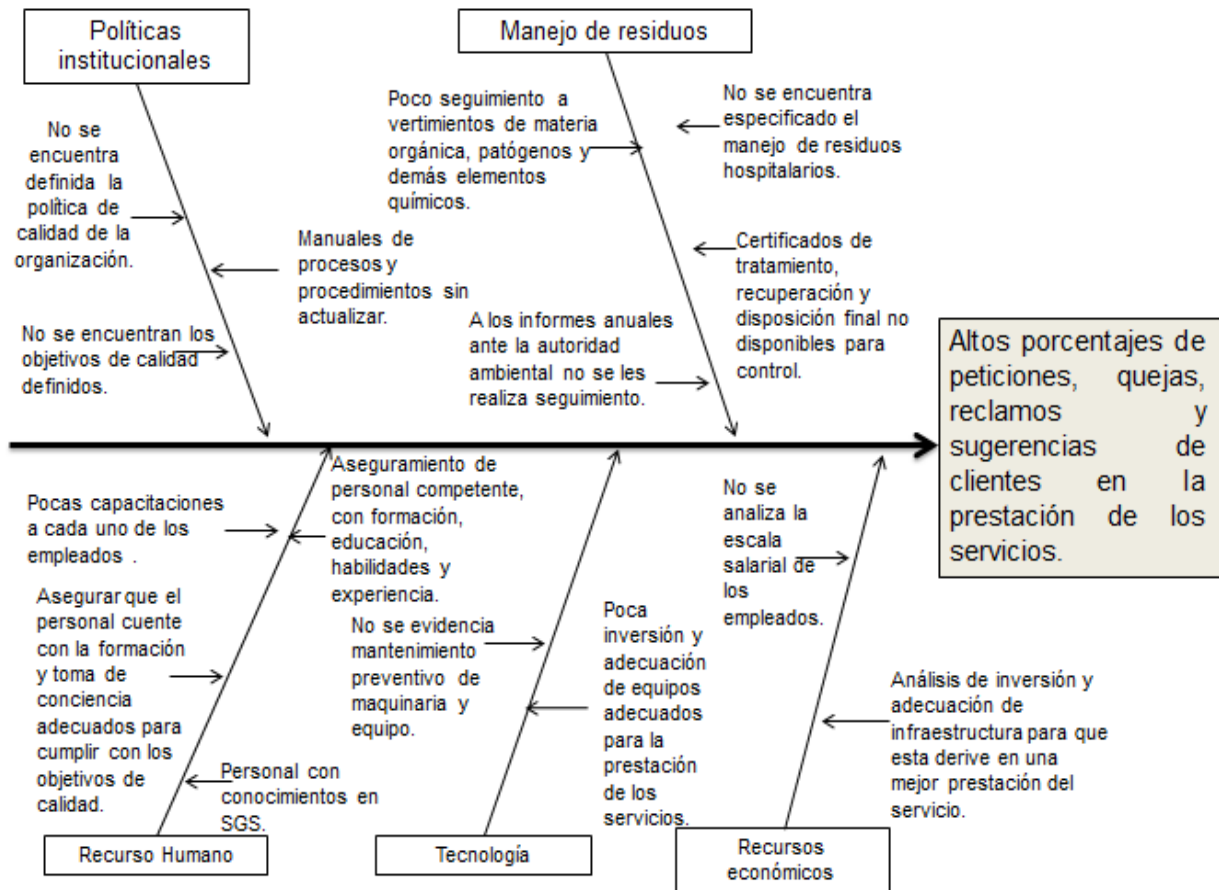 Políticas
institucionales
Manejo de residuos
No se
encuentra
definida la
política de
calidad de la
organización.
Manuales de
procesos y
procedimientos sin
actualizar.
No se encuentran los
objetivos de calidad
definidos.
Poco seguimiento a
vertimientos de materia
orgánica, patógenos y
demás elementos
químicos.
No se encuentra
especificado el
manejo de residuos
hospitalarios.
Certificados de
tratamiento,
recuperación y
disposición final no
disponibles para
control.
A los informes anuales
ante la autoridad
ambiental no se les
realiza seguimiento.
Altos porcentajes de
peticiones, quejas,
reclamos y
sugerencias de
clientes en la
prestación de los
servicios.
Pocas capacitaciones
a cada uno de los
empleados .
Aseguramiento de
personal competente,
con formación,
educación,
habilidades y
experiencia.
Asegurar que el
personal cuente
con la formación
y toma de
conciencia
adecuados para
cumplir con los
objetivos de
calidad.
Personal con
conocimientos en
SGS.
No se evidencia
mantenimiento
preventivo de
maquinaria y
equipo.
Poca
inversión y
adecuación
de equipos
adecuados
para la
prestación
de los
servicios.
No se
analiza la
escala
salarial de
los
empleados.
Análisis de inversión y
adecuación de
infraestructura para que
esta derive en una
mejor prestación del
servicio.
Recurso Humano
Tecnología
Recursos
económicos